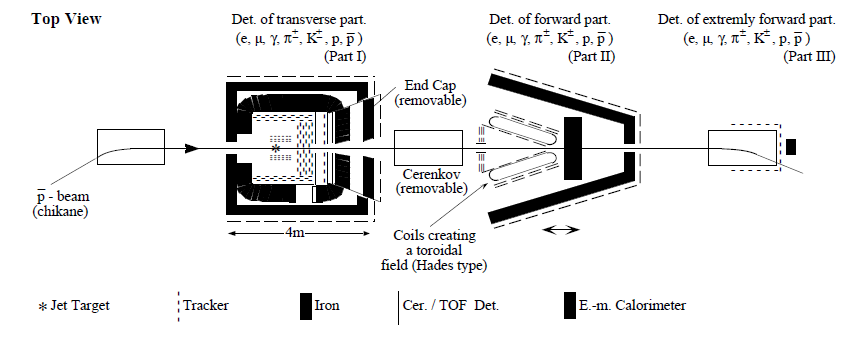 Top View
Det. of transverse part.
(e, μ, γ, π±, K±, p, p̅ )
(Part I)
Det. of forward part.
(e, μ, γ, π±, K±, p, p̅ )
(Part II)
Det. of extremly forward part.
(e, μ, γ, π±, K±, p, p̅ )
(Part III)
End Cap
(removable)
Cerenkov
(removable)
p̅ - beam
(chikane)
4m
Coils creating
a toroidal
field (Hades type)
* Jet Target
Tracker
Iron
Cer. / TOF Det.
E.-m. Calorimeter